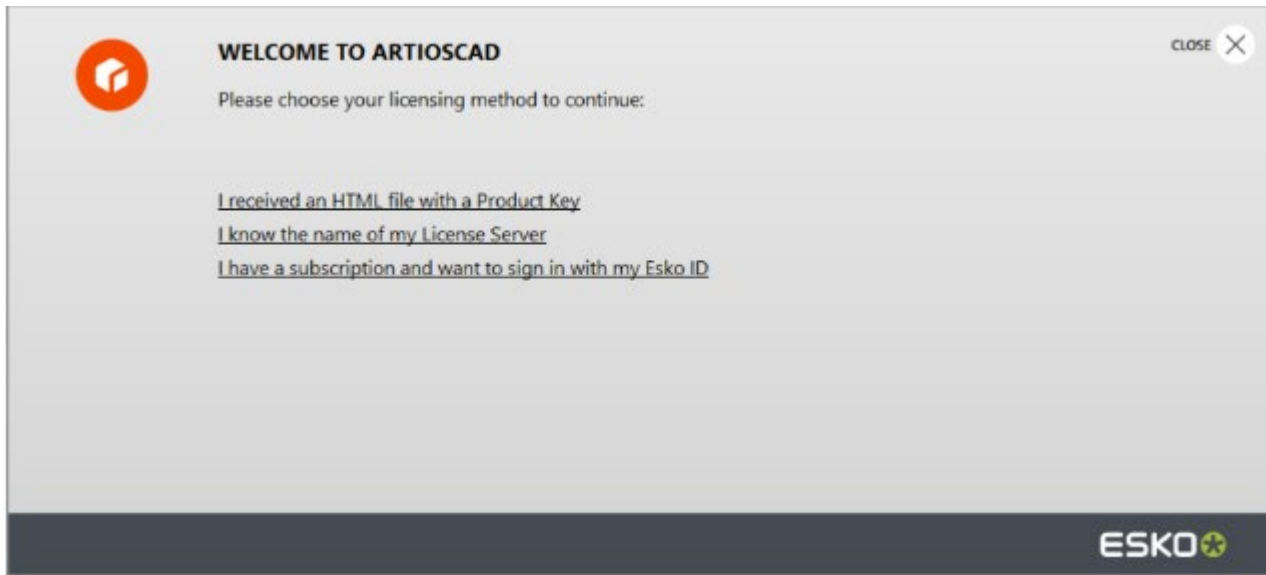 WELCOME TO ARTIOSCAD
CLOSE
Please choose your licensing method to continue:
I received an HTML file with a Product Key
I know the name of my License Server
I have a subscription and want to sign in with my Esko ID
ESKO